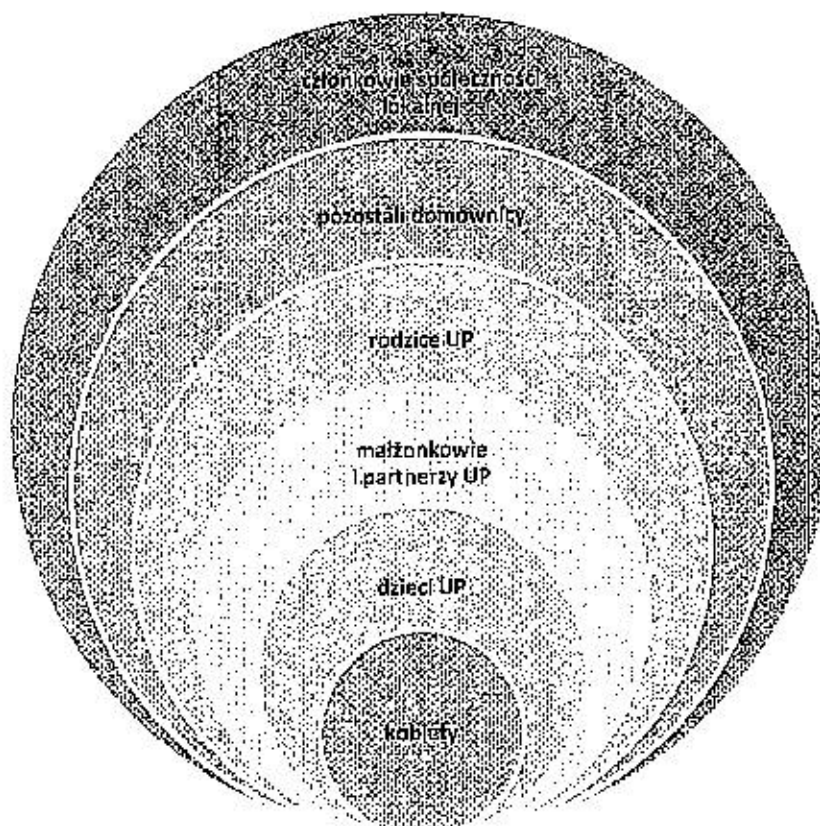 członkowie społeczności
lokalnej
pozostali domownicy
rodzice UP
małżonkowie
i partnerzy UP
dzieci UP
kobiety